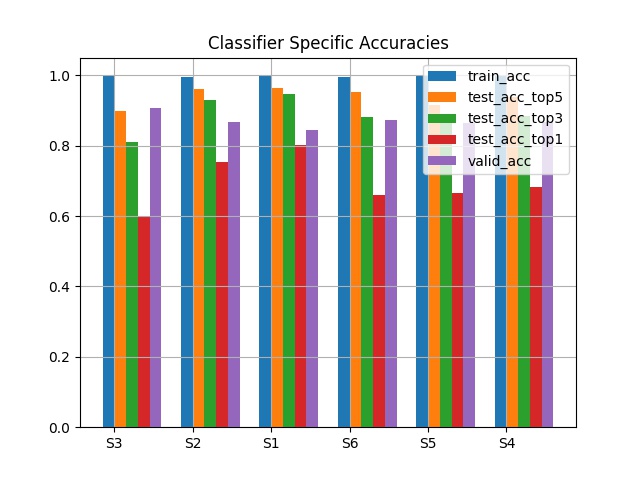 Classifier Specific Accuracies
1.0
0.8
0.6
0.4
0.2
0.0
train_acc
test_acc_top5
test_acc_top3
test_acc_top1
valid_acc
S3 S2 S1 S6 S5 S4